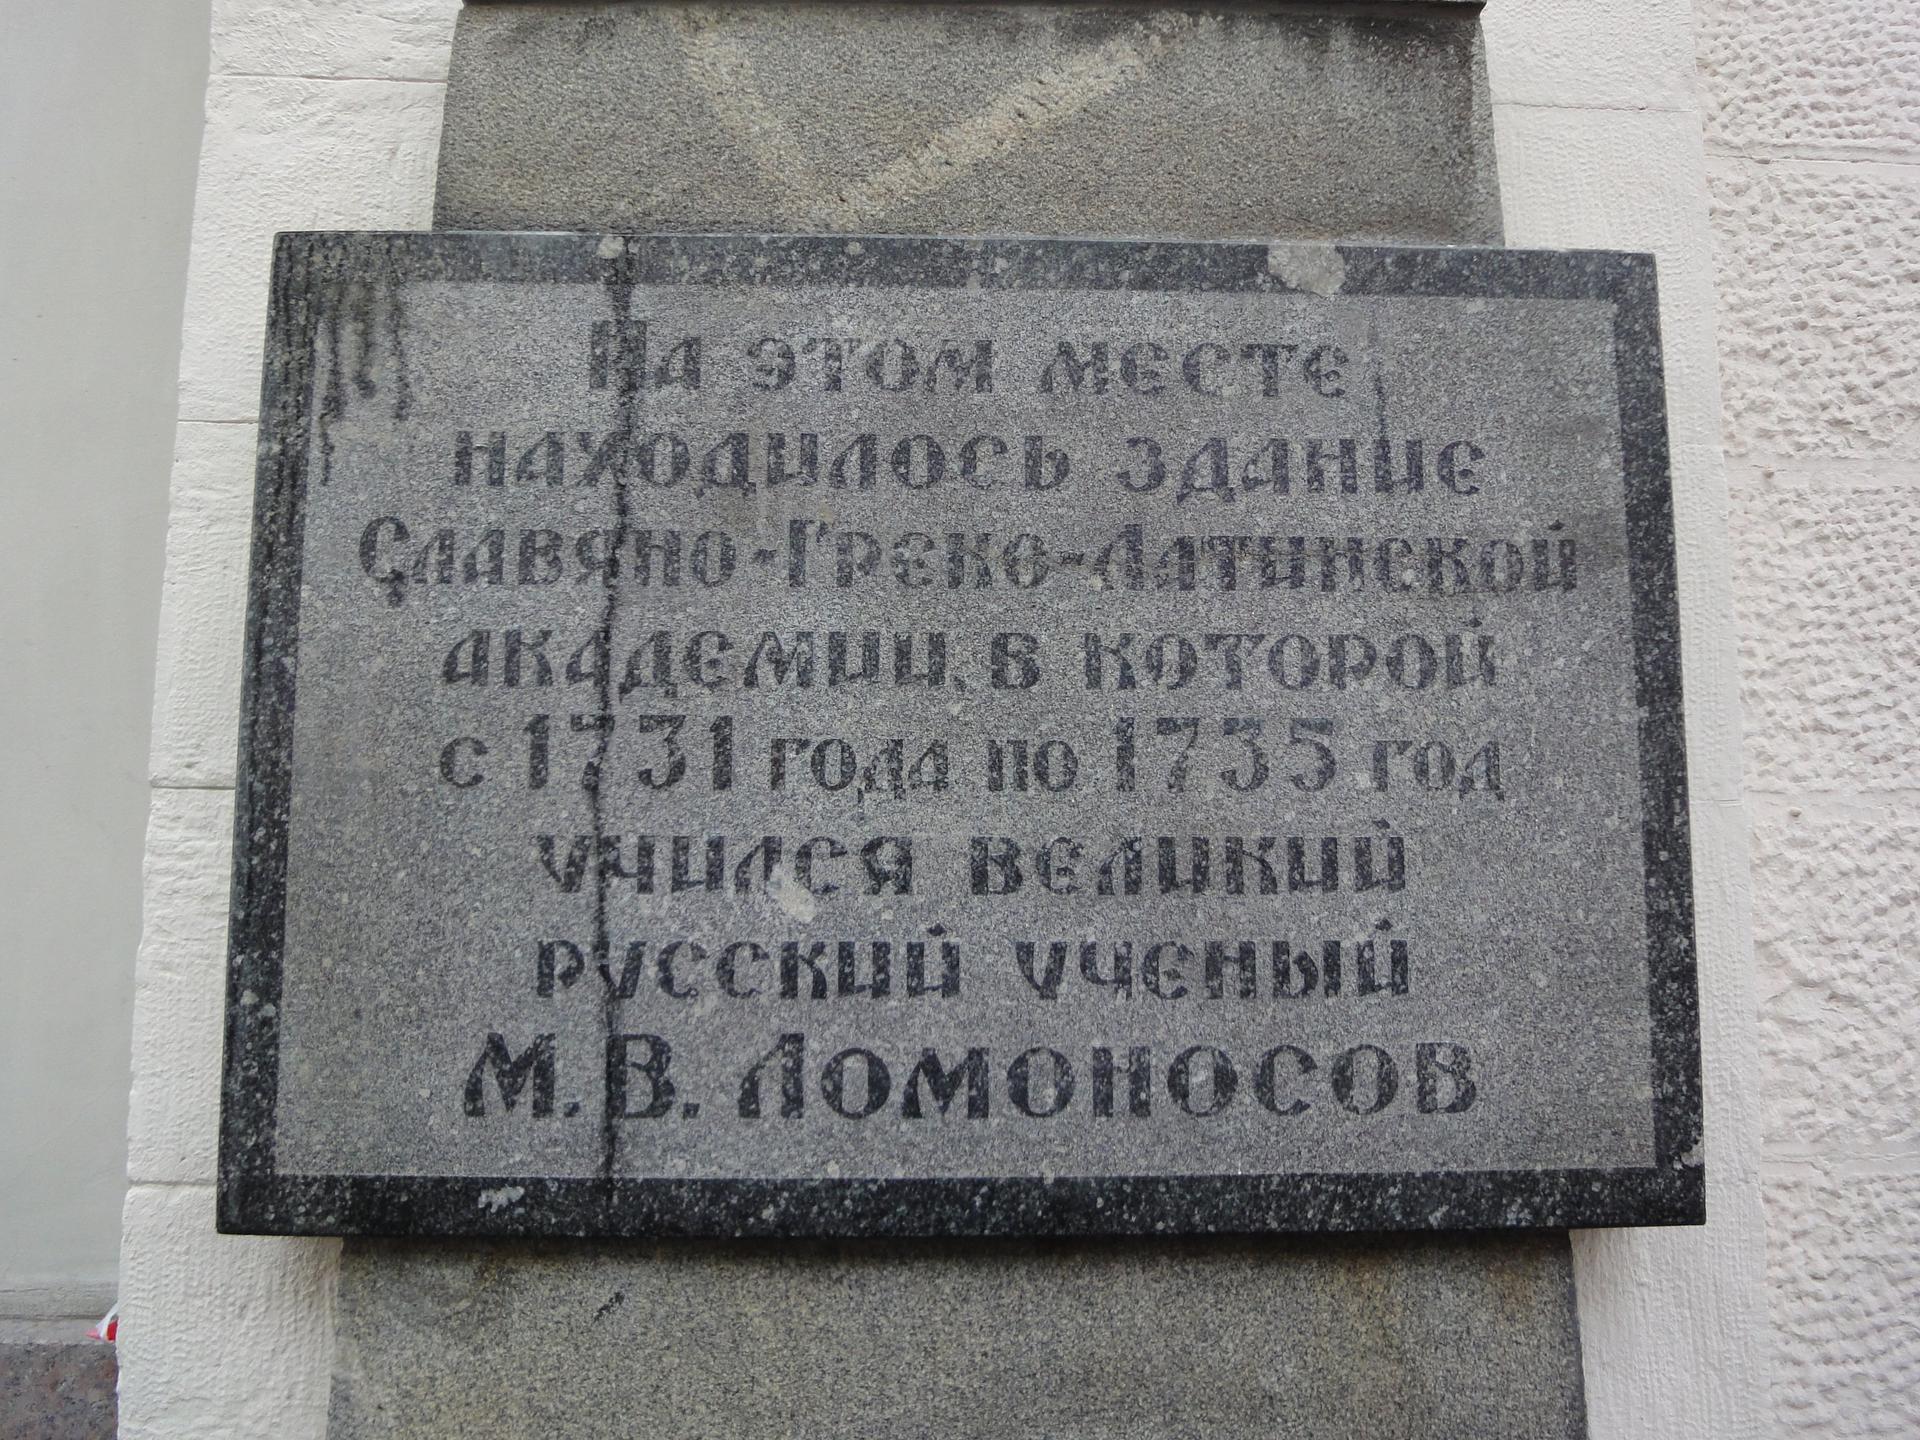 На этом месте
находилось здание
Славяно-Греко-Латинской
академии, в которой
с 1731 года по 1735 год
учился великий
русский ученый
М. В. Ломоносов